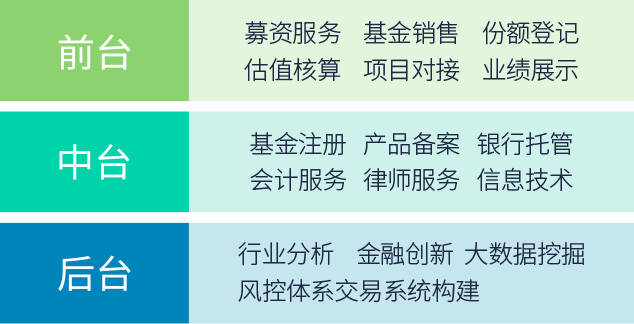 前台
募资服务 基金销售 份额登记
估值核算 项目对接 业绩展示
中台
基金注册 产品备案 银行托管
会计服务 律师服务 信息技术
后台
行业分析 金融创新 大数据挖掘
风控体系交易系统构建